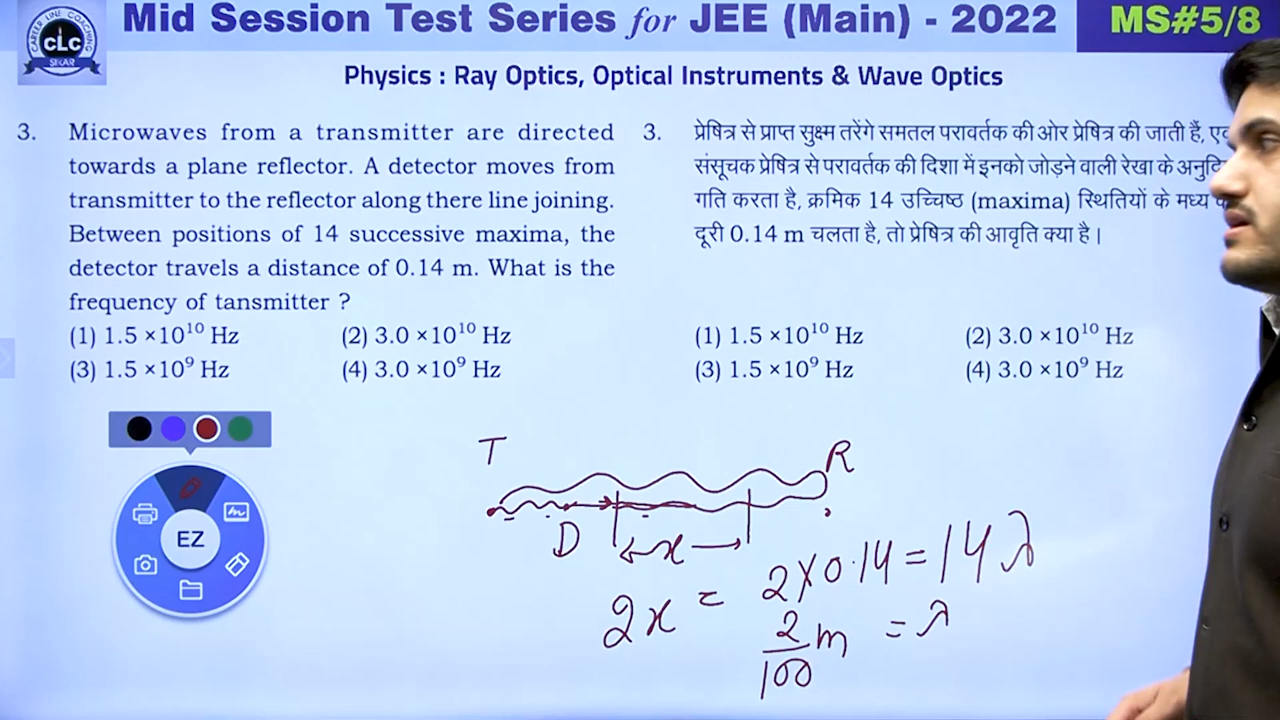 Mid Session Test Series for JEE (Main) - 2022
MS#5/8
CAREER LINE COACHING
CLC
SIKAR
Physics : Ray Optics, Optical Instruments & Wave Optics
3. Microwaves from a transmitter are directed
towards a plane reflector. A detector moves from
transmitter to the reflector along there line joining.
Between positions of 14 successive maxima, the
detector travels a distance of 0.14 m. What is the
frequency of tansmitter ?
(1) 1.5 ×10¹⁰ Hz (2) 3.0 ×10¹⁰ Hz
(3) 1.5 ×10⁹ Hz (4) 3.0 ×10⁹ Hz
3. प्रेषित्र से प्राप्त सुक्ष्म तरेंगे समतल परावर्तक की ओर प्रेषित्र की जाती हैं,
संसूचक प्रेषित्र से परावर्तक की दिशा में इनको जोड़ने वाली रेखा के
गति करता है, क्रमिक 14 उच्चिष्ठ (maxima) स्थितियों के मध्य
दूरी 0.14 m चलता है, तो प्रेषित्र की आवृति क्या है।
(1) 1.5 ×10¹⁰ Hz (2) 3.0 ×10¹⁰ Hz
(3) 1.5 ×10⁹ Hz (4) 3.0 ×10⁹ Hz
EZ
T
R
D
x
2x = 2×0.14 = 14λ
2/100 m = λ